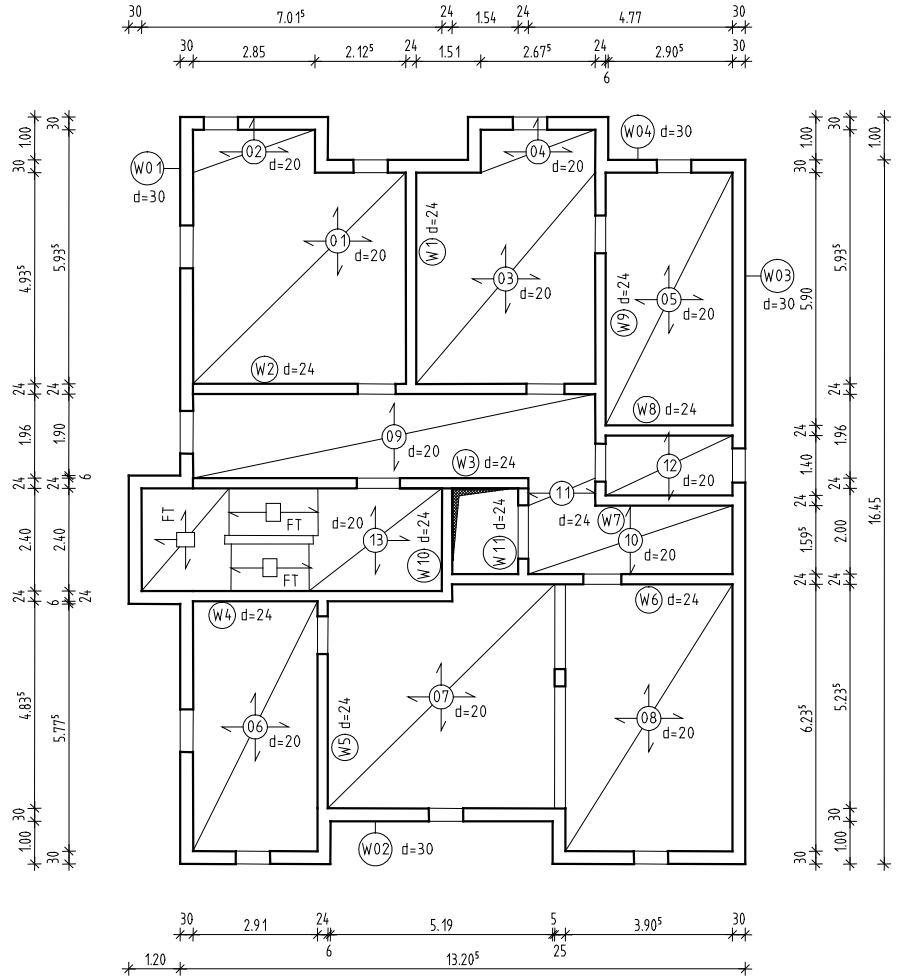 30 7.01⁵ 24 1.54 24 4.77 30
30 2.85 2.12⁵ 24 1.51 2.67⁵ 24 2.90⁵ 30
6
1.00 30 30 1.00 1.00
W04 d=30
02 d=20
04 d=20
W01 d=30
30 30
W1 d=24
01 d=20
4.93⁵ 5.93⁵ 5.90 5.93⁵
W03 d=30
03 d=20
W9 d=24
05 d=20
W2 d=24
24 24 24
W8 d=24
1.96 1.90 24 1.96
09 d=20
W3 d=24
12 d=20
1.40
24 24 6 24
11 d=24
24
FT
FT
d=20 13
W10 d=24
W11 d=24
W7
10 d=20
2.40 2.40 1.59⁵ 2.00
16.45
FT
24 6 24 24 24
W4 d=24
W6 d=24
07 d=20
08 d=20
06 d=20
W5 d=24
4.83⁵ 5.77⁵ 6.23⁵ 5.23⁵
30 30
1.00 30 30 1.00
W02 d=30
30 2.91 24 5.19 5 3.90⁵ 30
6 25
1.20 13.20⁵